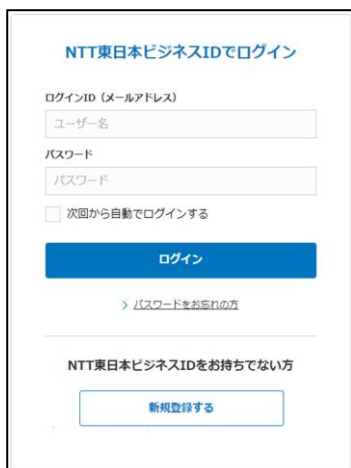 NTT東日本ビジネスIDでログイン
ログインID（メールアドレス）
ユーザー名
パスワード
パスワード
次回から自動でログインする
ログイン
パスワードをお忘れの方
NTT東日本ビジネスIDをお持ちでない方
新規登録する